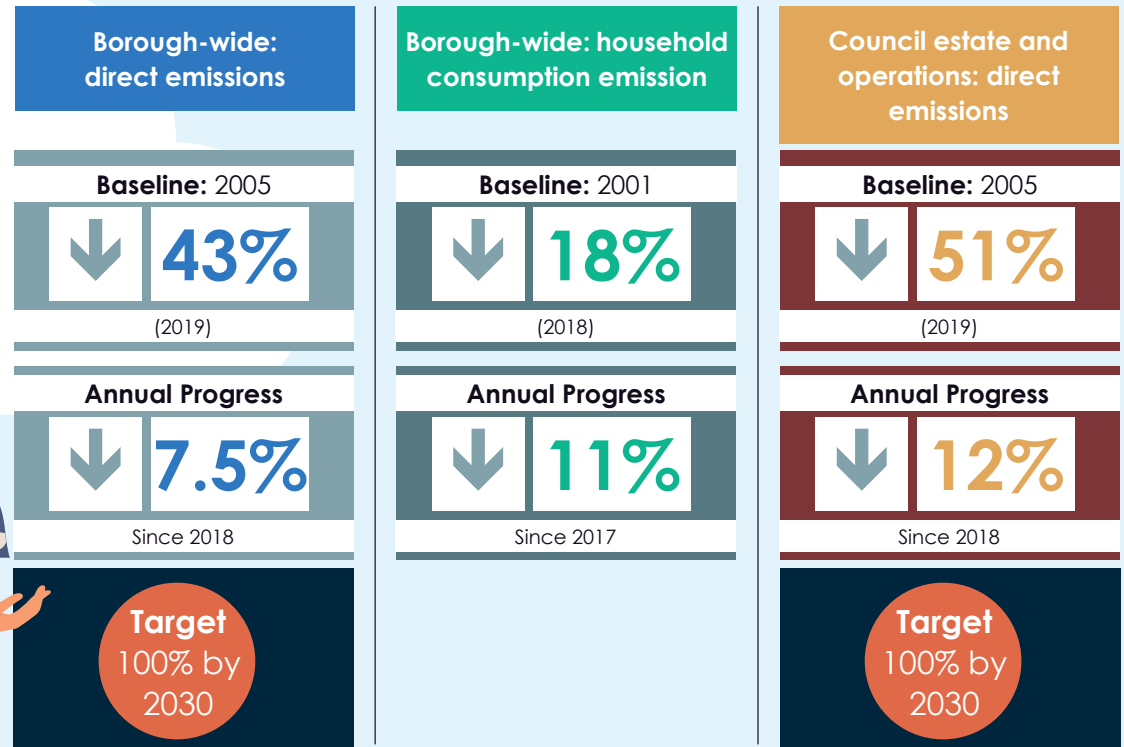 Borough-wide:
direct emissions
Baseline: 2005
43%
(2019)
Annual Progress
7.5%
Since 2018
Target
100% by
2030
Borough-wide: household
consumption emission
Baseline: 2001
18%
(2018)
Annual Progress
11%
Since 2017
Council estate and
operations: direct
emissions
Baseline: 2005
51%
(2019)
Annual Progress
12%
Since 2018
Target
100% by
2030